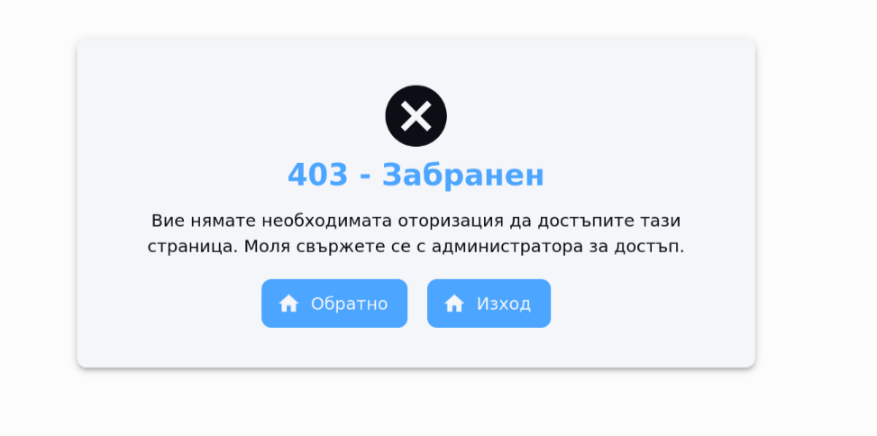 403 - Забранен
Вие нямате необходимата оторизация да достъпите тази
страница. Моля свържете се с администратора за достъп.
Обратно
Изход